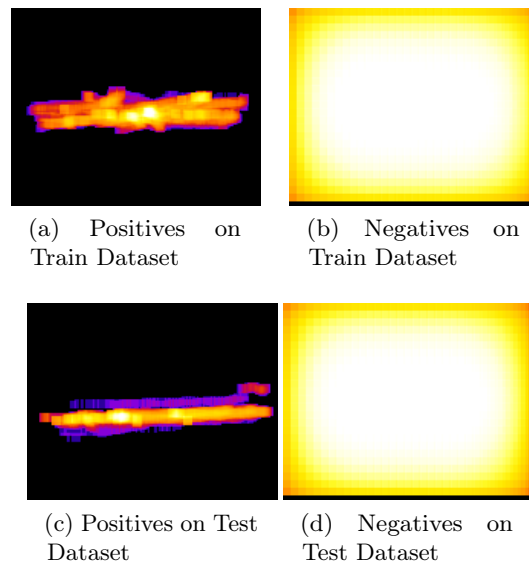 (a) Positives on
Train Dataset
(b) Negatives on
Train Dataset
(c) Positives on Test
Dataset
(d) Negatives on
Test Dataset